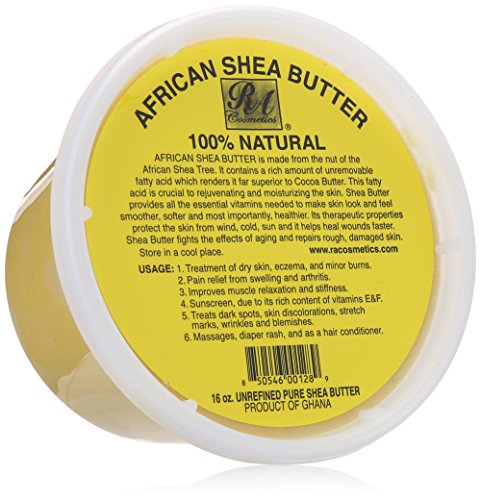 AFRICAN SHEA BUTTER
RA
Cosmetics
®
100% NATURAL
AFRICAN SHEA BUTTER is made from the nut of the
African Shea Tree. It contains a rich amount of unremovable
fatty acid which renders it far superior to Cocoa Butter. This fatty
acid is crucial to rejuvenating and moisturizing the skin. Shea Butter
provides all the essential vitamins needed to make skin look and feel
smoother, softer and most importantly, healthier. Its therapeutic properties
protect the skin from wind, cold, sun and it helps heal wounds faster.
Shea Butter fights the effects of aging and repairs rough, damaged skin.
Store in a cool place. www.racosmetics.com
USAGE: 1. Treatment of dry skin, eczema, and minor burns.
2. Pain relief from swelling and arthritis.
3. Improves muscle relaxation and stiffness.
4. Sunscreen, due to its rich content of vitamins E&F.
5. Treats dark spots, skin discolorations, stretch
marks, wrinkles and blemishes.
6. Massages, diaper rash, and as a hair conditioner.
8 50546 00128 9
16 oz. UNREFINED PURE SHEA BUTTER
PRODUCT OF GHANA